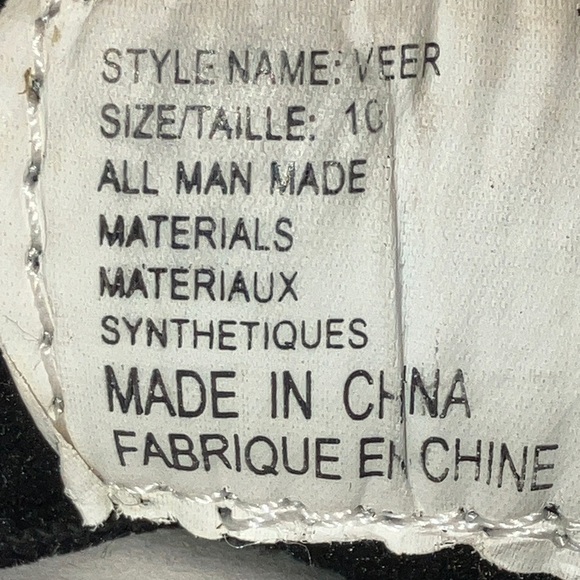 STYLE NAME: VEER
SIZE/TAILLE: 10
ALL MAN MADE
MATERIALS
MATERIAUX
SYNTHETIQUES
MADE IN CHINA
FABRIQUE EN CHINE